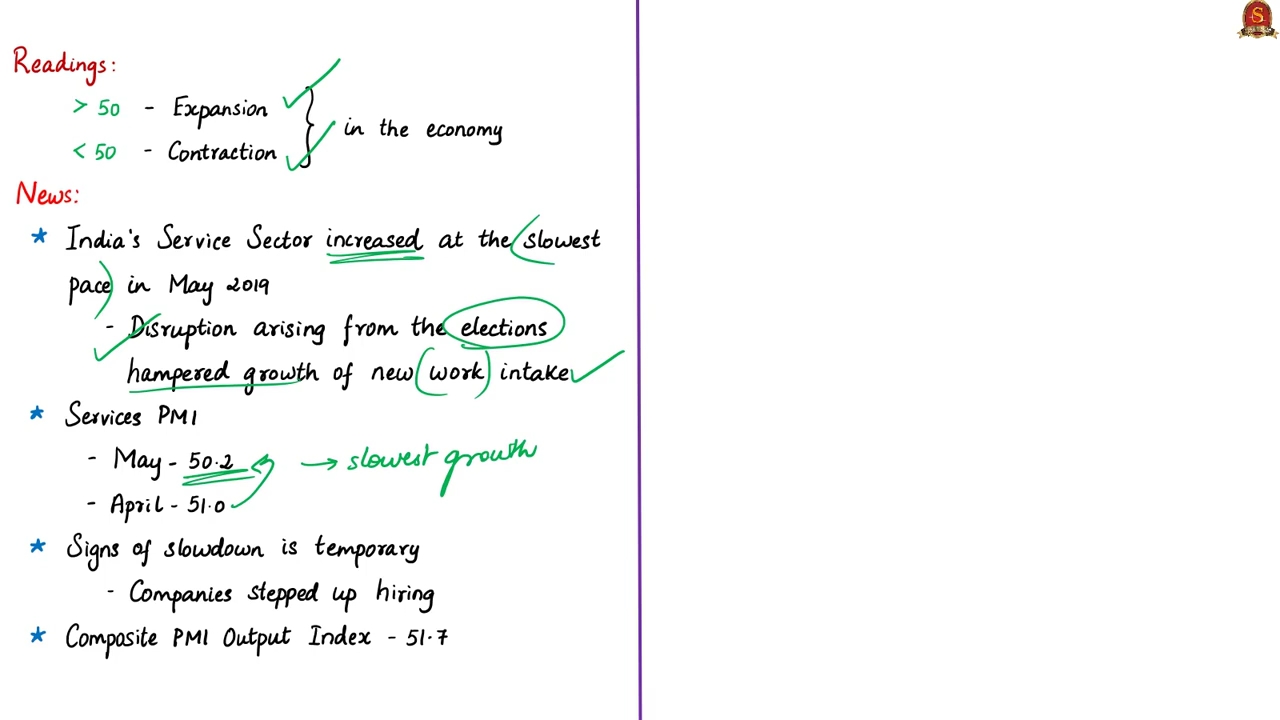 Readings:
> 50 - Expansion
< 50 - Contraction
in the economy
News:
* India's Service Sector increased at the slowest
pace in May 2019
- Disruption arising from the elections
hampered growth of new work intake
* Services PMI
- May - 50.2 → slowest growth
- April - 51.0
* Signs of slowdown is temporary
- Companies stepped up hiring
* Composite PMI Output Index - 51.7
S